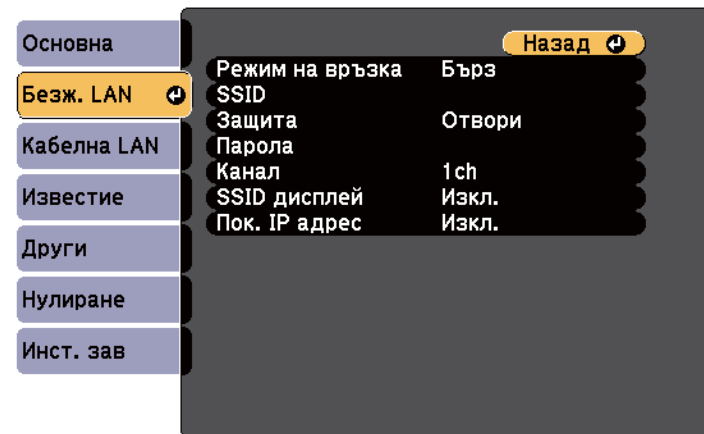 Основна
Безж. LAN
Кабелна LAN
Известие
Други
Нулиране
Инст. зав
Назад
Режим на връзка Бърз
SSID
Защита Отвори
Парола
Канал 1ch
SSID дисплей Изкл.
Пок. IP адрес Изкл.